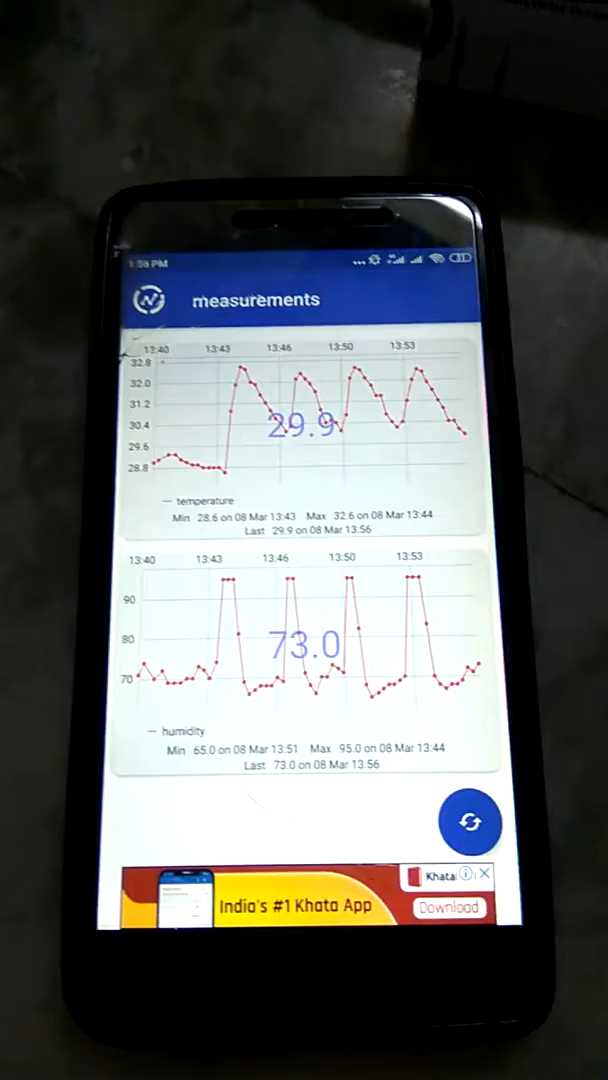 1:56 PM
measurements
13:40 13:43 13:46 13:50 13:53
32.8
32.0
31.2
30.4
29.6
28.8
29.9
— temperature
Min 28.6 on 08 Mar 13:43 Max 32.6 on 08 Mar 13:44
Last 29.9 on 08 Mar 13:56
13:40 13:43 13:46 13:50 13:53
90
80
70
73.0
— humidity
Min 65.0 on 08 Mar 13:51 Max 95.0 on 08 Mar 13:44
Last 73.0 on 08 Mar 13:56
India's #1 Khata App
Khata
Download